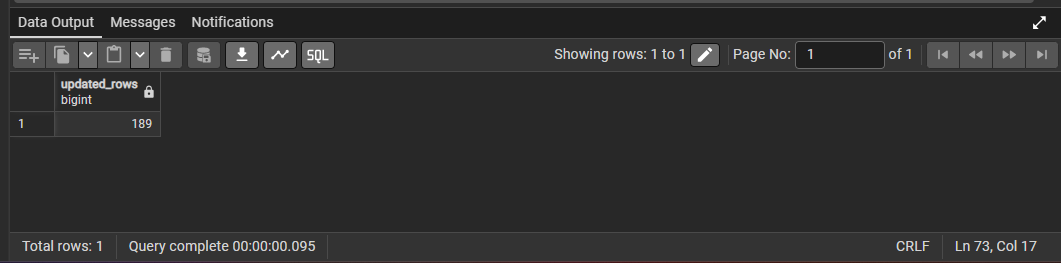 Data Output Messages Notifications
SQL Showing rows: 1 to 1 Page No: 1 of 1
updated_rows
bigint
1 189
Total rows: 1 Query complete 00:00:00.095 CRLF Ln 73, Col 17